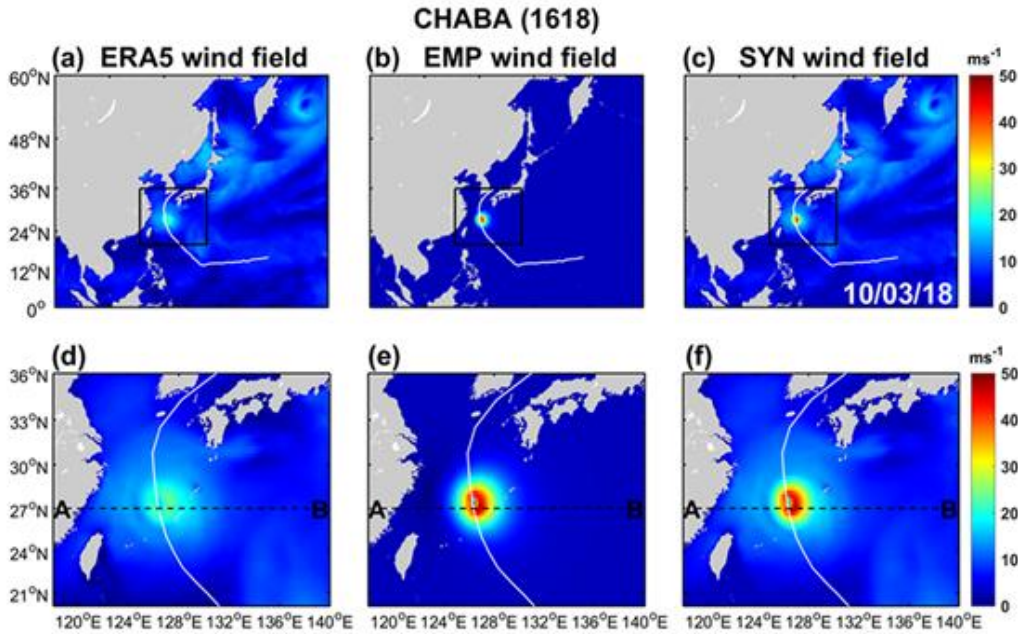 CHABA (1618)
(a) ERA5 wind field (b) EMP wind field (c) SYN wind field ms⁻¹
60°N 50
48°N 40
36°N 30
24°N 20
12°N 10
0° 10/03/18 0
(d) (e) (f) ms⁻¹
36°N 50
33°N 40
30°N 30
27°N A B A B A B
24°N 20
21°N 10
0
120°E 124°E 128°E 132°E 136°E 140°E 120°E 124°E 128°E 132°E 136°E 140°E 120°E 124°E 128°E 132°E 136°E 140°E